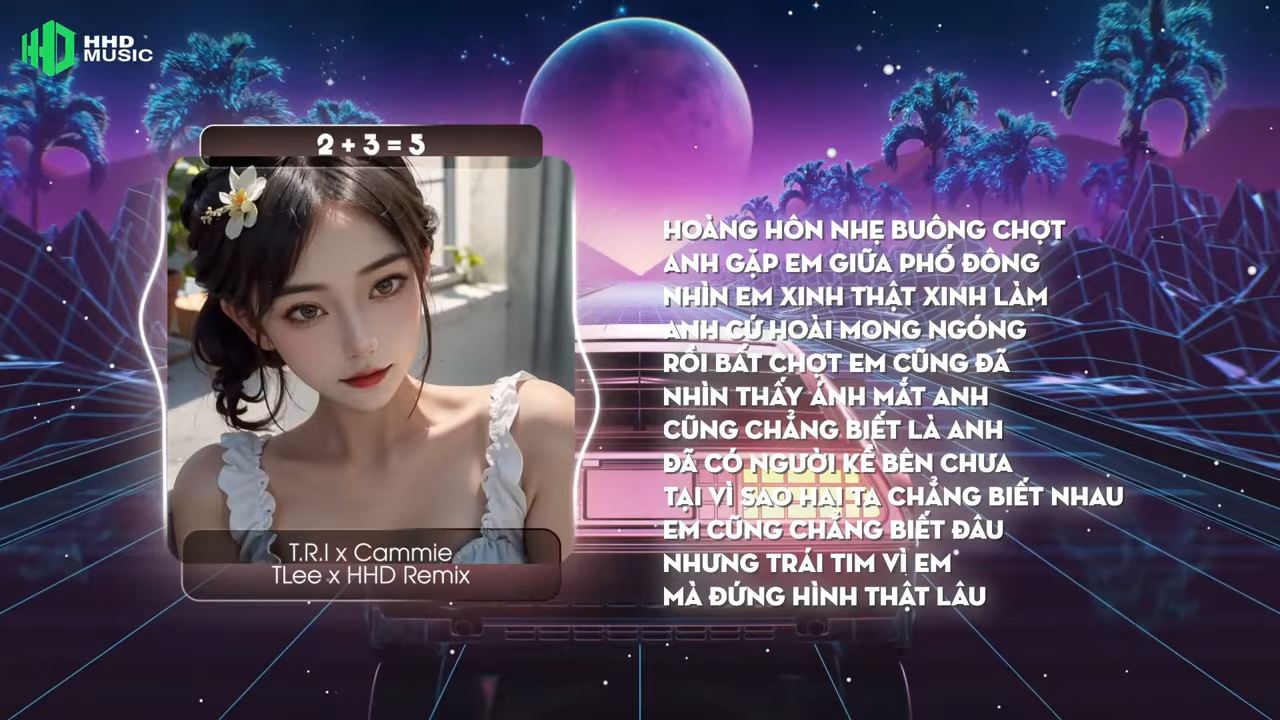 HHD
MUSIC
2 + 3 = 5
T.R.I x Cammie
TLee x HHD Remix
HOÀNG HÔN NHẸ BUÔNG CHỢT
ANH GẶP EM GIỮA PHỐ ĐÔNG
NHÌN EM XINH THẬT XINH LÀM
ANH CỨ HOÀI MONG NGÓNG
RỒI BẤT CHỢT EM CŨNG ĐÃ
NHÌN THẤY ÁNH MẮT ANH
CŨNG CHẲNG BIẾT LÀ ANH
ĐÃ CÓ NGƯỜI KỀ BÊN CHƯA
TẠI VÌ SAO HAI TA CHẲNG BIẾT NHAU
EM CŨNG CHẲNG BIẾT ĐÂU
NHƯNG TRÁI TIM VÌ EM
MÀ ĐỨNG HÌNH THẬT LÂU